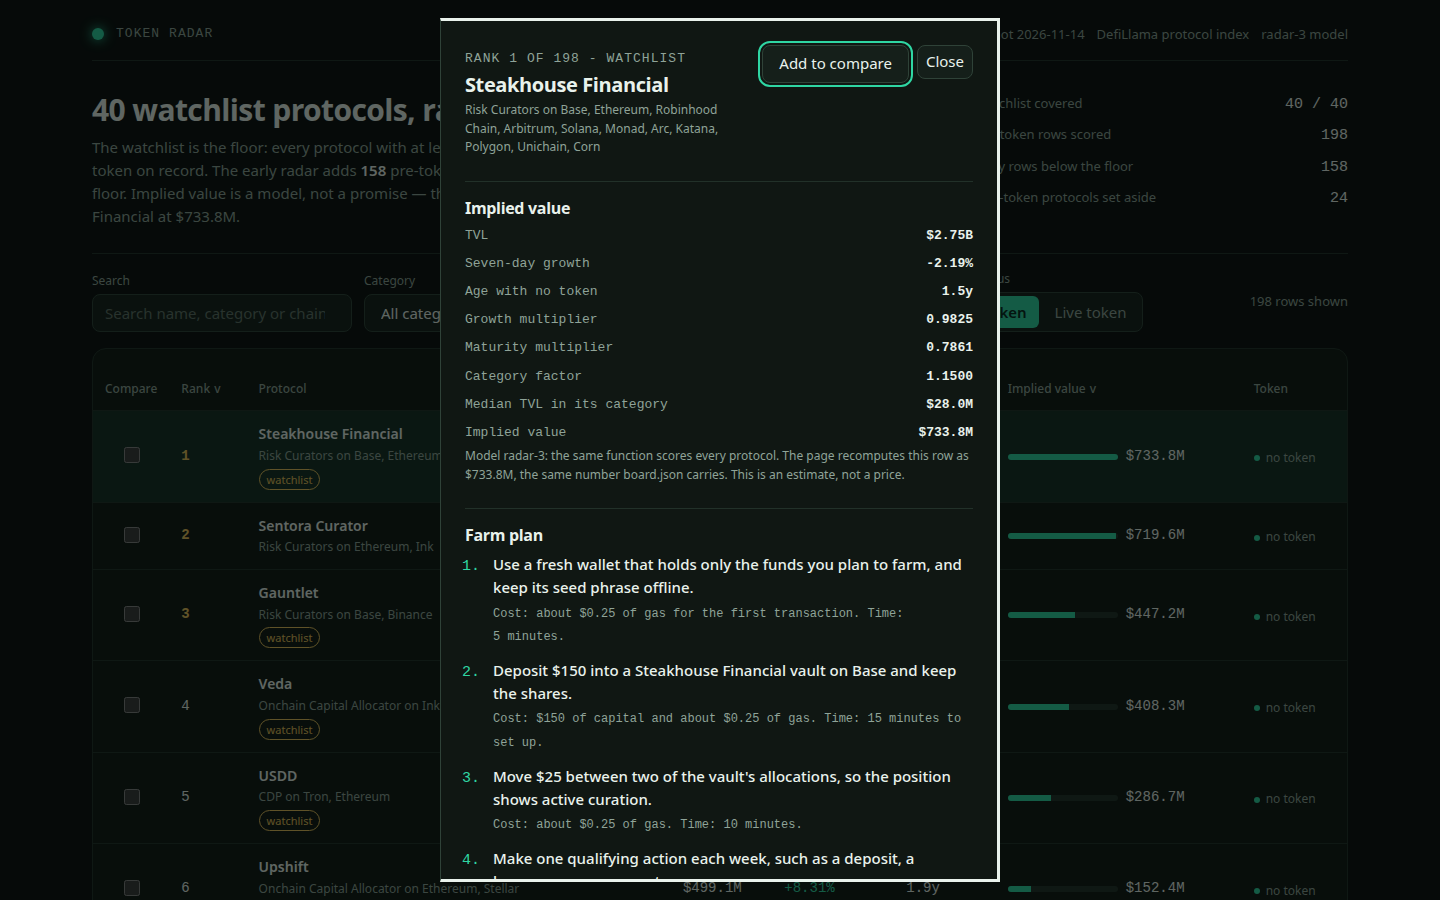 TOKEN RADAR
ot 2026-11-14 DefiLlama protocol index radar-3 model
40 watchlist protocols, ra
The watchlist is the floor: every protocol with at le
token on record. The early radar adds 158 pre-tok
floor. Implied value is a model, not a promise — th
Financial at $733.8M.
chlist covered 40 / 40
token rows scored 198
y rows below the floor 158
-token protocols set aside 24
Search
Search name, category or chain
Category
All categ
us
ken Live token
198 rows shown
Compare Rank v Protocol Implied value v Token
Steakhouse Financial
1 Risk Curators on Base, Ethereum $733.8M no token
watchlist
Sentora Curator
2 Risk Curators on Ethereum, Ink $719.6M no token
Gauntlet
3 Risk Curators on Base, Binance $447.2M no token
watchlist
Veda
4 Onchain Capital Allocator on Ink $408.3M no token
watchlist
USDD
5 CDP on Tron, Ethereum $286.7M no token
watchlist
Upshift
6 Onchain Capital Allocator on Ethereum, Stellar $499.1M +8.31% 1.9y $152.4M no token
RANK 1 OF 198 - WATCHLIST
Steakhouse Financial
Risk Curators on Base, Ethereum, Robinhood
Chain, Arbitrum, Solana, Monad, Arc, Katana,
Polygon, Unichain, Corn
Add to compare
Close
Implied value
TVL $2.75B
Seven-day growth -2.19%
Age with no token 1.5y
Growth multiplier 0.9825
Maturity multiplier 0.7861
Category factor 1.1500
Median TVL in its category $28.0M
Implied value $733.8M
Model radar-3: the same function scores every protocol. The page recomputes this row as
$733.8M, the same number board.json carries. This is an estimate, not a price.
Farm plan
1. Use a fresh wallet that holds only the funds you plan to farm, and
keep its seed phrase offline.
Cost: about $0.25 of gas for the first transaction. Time:
5 minutes.
2. Deposit $150 into a Steakhouse Financial vault on Base and keep
the shares.
Cost: $150 of capital and about $0.25 of gas. Time: 15 minutes to
set up.
3. Move $25 between two of the vault's allocations, so the position
shows active curation.
Cost: about $0.25 of gas. Time: 10 minutes.
4. Make one qualifying action each week, such as a deposit, a